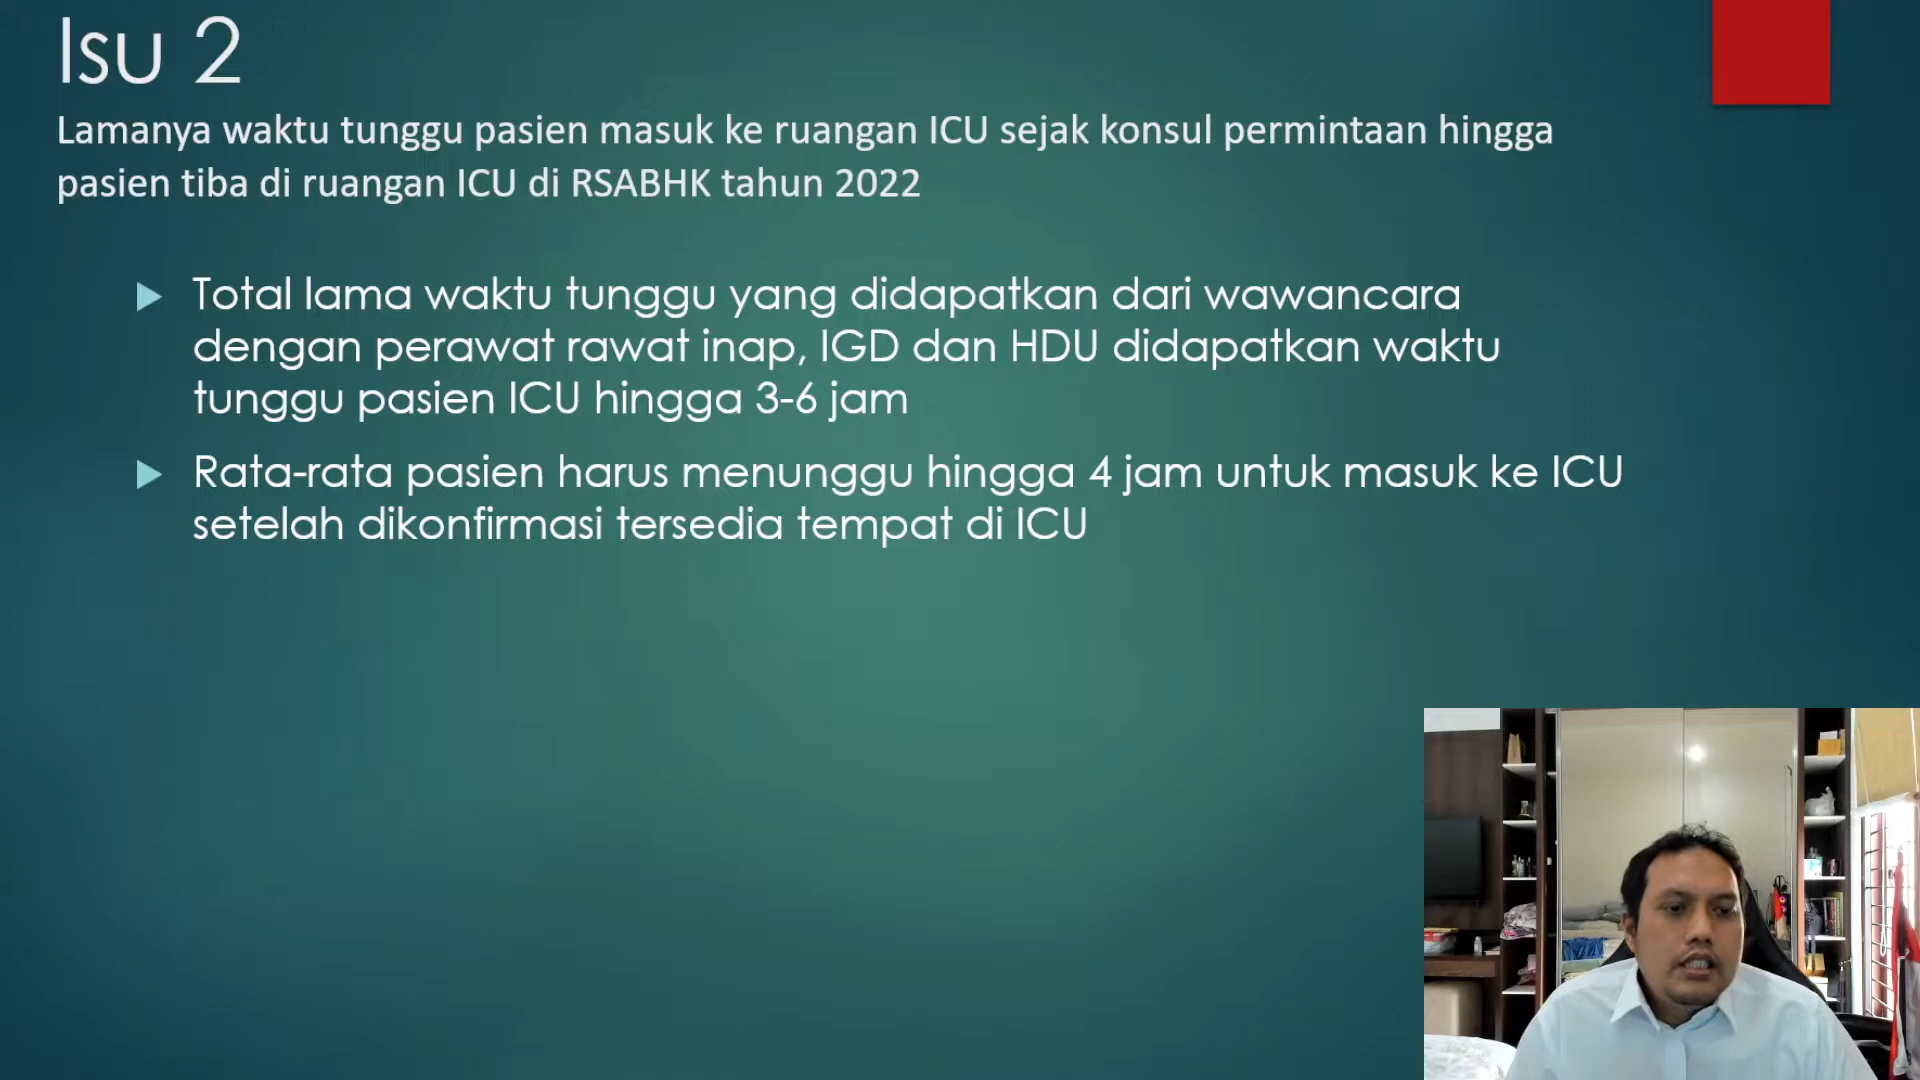 Isu 2
Lamanya waktu tunggu pasien masuk ke ruangan ICU sejak konsul permintaan hingga
pasien tiba di ruangan ICU di RSABHK tahun 2022
Total lama waktu tunggu yang didapatkan dari wawancara
dengan perawat rawat inap, IGD dan HDU didapatkan waktu
tunggu pasien ICU hingga 3-6 jam
Rata-rata pasien harus menunggu hingga 4 jam untuk masuk ke ICU
setelah dikonfirmasi tersedia tempat di ICU